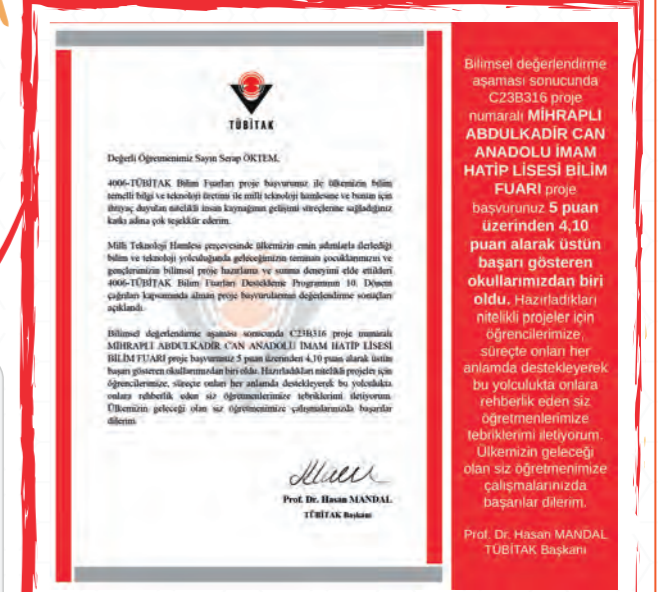 TÜBİTAK
Değerli Öğretmenimiz Sayın Serap ÖKTEM,
4006-TÜBİTAK Bilim Fuarları proje başvurunuz ile ülkemizin bilim
temelli bilgi ve teknoloji üretimi ile milli teknoloji hamlesine ve bunun için
ihtiyaç duyulan nitelikli insan kaynağının gelişimi süreçlerine sağladığınız
katkı adına çok teşekkür ederim.
Milli Teknoloji Hamlesi çerçevesinde ülkemizin emin adımlarla ilerlediği
bilim ve teknoloji yolculuğunda geleceğimizin teminatı çocuklarımızın ve
gençlerimizin bilimsel proje hazırlama ve sunma deneyimi elde ettikleri
4006-TÜBİTAK Bilim Fuarları Destekleme Programının 10. Dönem
çağrıları kapsamında alınan proje başvurularının değerlendirme sonuçları
açıklandı.
Bilimsel değerlendirme aşaması sonucunda C23B316 proje numaralı
MİHRAPLI ABDULKADİR CAN ANADOLU İMAM HATİP LİSESİ
BİLİM FUARI proje başvurunuz 5 puan üzerinden 4,10 puan alarak üstün
başarı gösteren okullarımızdan biri oldu. Hazırladıkları nitelikli projeler için
öğrencilerimize, süreçte onları her anlamda destekleyerek bu yolculukta
onlara rehberlik eden siz öğretmenlerimize tebriklerimi iletiyorum.
Ülkemizin geleceği olan siz öğretmenimize çalışmalarınızda başarılar
dilerim.
Prof. Dr. Hasan MANDAL
TÜBİTAK Başkanı
Bilimsel değerlendirme
aşaması sonucunda
C23B316 proje
numaralı MİHRAPLI
ABDULKADİR CAN
ANADOLU İMAM
HATİP LİSESİ BİLİM
FUARI proje
başvurunuz 5 puan
üzerinden 4,10
puan alarak üstün
başarı gösteren
okullarımızdan biri
oldu. Hazırladıkları
nitelikli projeler için
öğrencilerimize,
süreçte onları her
anlamda destekleyerek
bu yolculukta onlara
rehberlik eden siz
öğretmenlerimize
tebriklerimi iletiyorum.
Ülkemizin geleceği
olan siz öğretmenimize
çalışmalarınızda
başarılar dilerim.
Prof. Dr. Hasan MANDAL
TÜBİTAK Başkanı